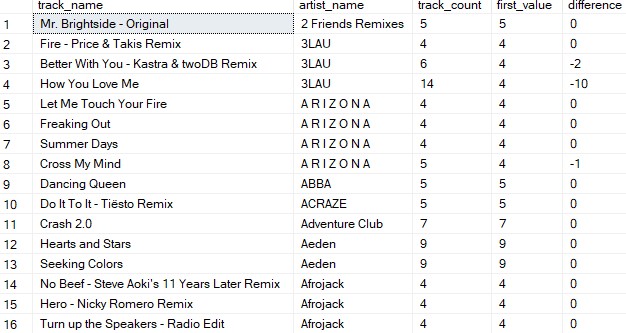 track_name artist_name track_count first_value difference
1 Mr. Brightside - Original 2 Friends Remixes 5 5 0
2 Fire - Price & Takis Remix 3LAU 4 4 0
3 Better With You - Kastra & twoDB Remix 3LAU 6 4 -2
4 How You Love Me 3LAU 14 4 -10
5 Let Me Touch Your Fire A R I Z O N A 4 4 0
6 Freaking Out A R I Z O N A 4 4 0
7 Summer Days A R I Z O N A 4 4 0
8 Cross My Mind A R I Z O N A 5 4 -1
9 Dancing Queen ABBA 5 5 0
10 Do It To It - Tiësto Remix ACRAZE 5 5 0
11 Crash 2.0 Adventure Club 7 7 0
12 Hearts and Stars Aeden 9 9 0
13 Seeking Colors Aeden 9 9 0
14 No Beef - Steve Aoki's 11 Years Later Remix Afrojack 4 4 0
15 Hero - Nicky Romero Remix Afrojack 4 4 0
16 Turn up the Speakers - Radio Edit Afrojack 4 4 0